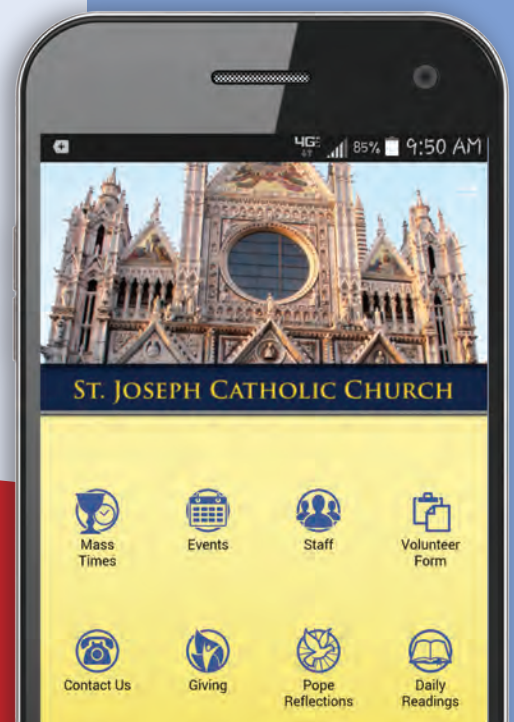 4G 85% 9:50 AM
ST. JOSEPH CATHOLIC CHURCH
Mass Times
Events
Staff
Volunteer Form
Contact Us
Giving
Pope Reflections
Daily Readings